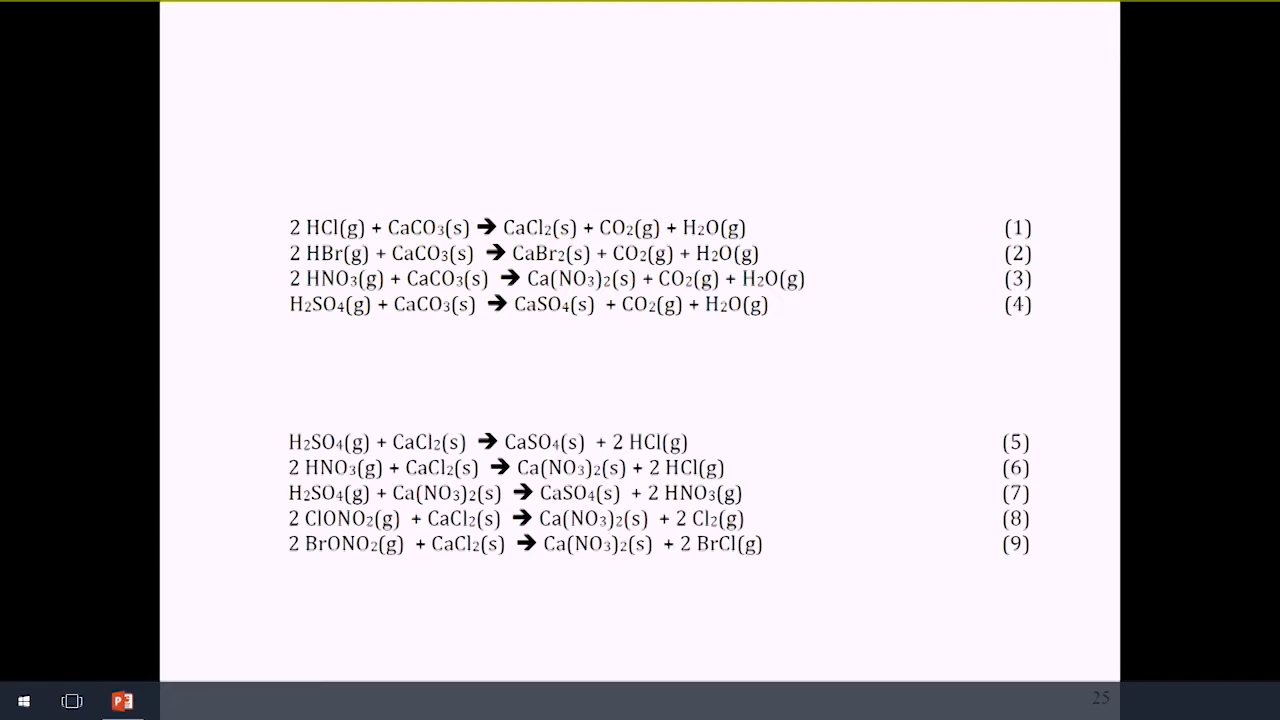 2 HCl(g) + CaCO3(s) ➔ CaCl2(s) + CO2(g) + H2O(g) (1)
2 HBr(g) + CaCO3(s) ➔ CaBr2(s) + CO2(g) + H2O(g) (2)
2 HNO3(g) + CaCO3(s) ➔ Ca(NO3)2(s) + CO2(g) + H2O(g) (3)
H2SO4(g) + CaCO3(s) ➔ CaSO4(s) + CO2(g) + H2O(g) (4)
H2SO4(g) + CaCl2(s) ➔ CaSO4(s) + 2 HCl(g) (5)
2 HNO3(g) + CaCl2(s) ➔ Ca(NO3)2(s) + 2 HCl(g) (6)
H2SO4(g) + Ca(NO3)2(s) ➔ CaSO4(s) + 2 HNO3(g) (7)
2 ClONO2(g) + CaCl2(s) ➔ Ca(NO3)2(s) + 2 Cl2(g) (8)
2 BrONO2(g) + CaCl2(s) ➔ Ca(NO3)2(s) + 2 BrCl(g) (9)
25